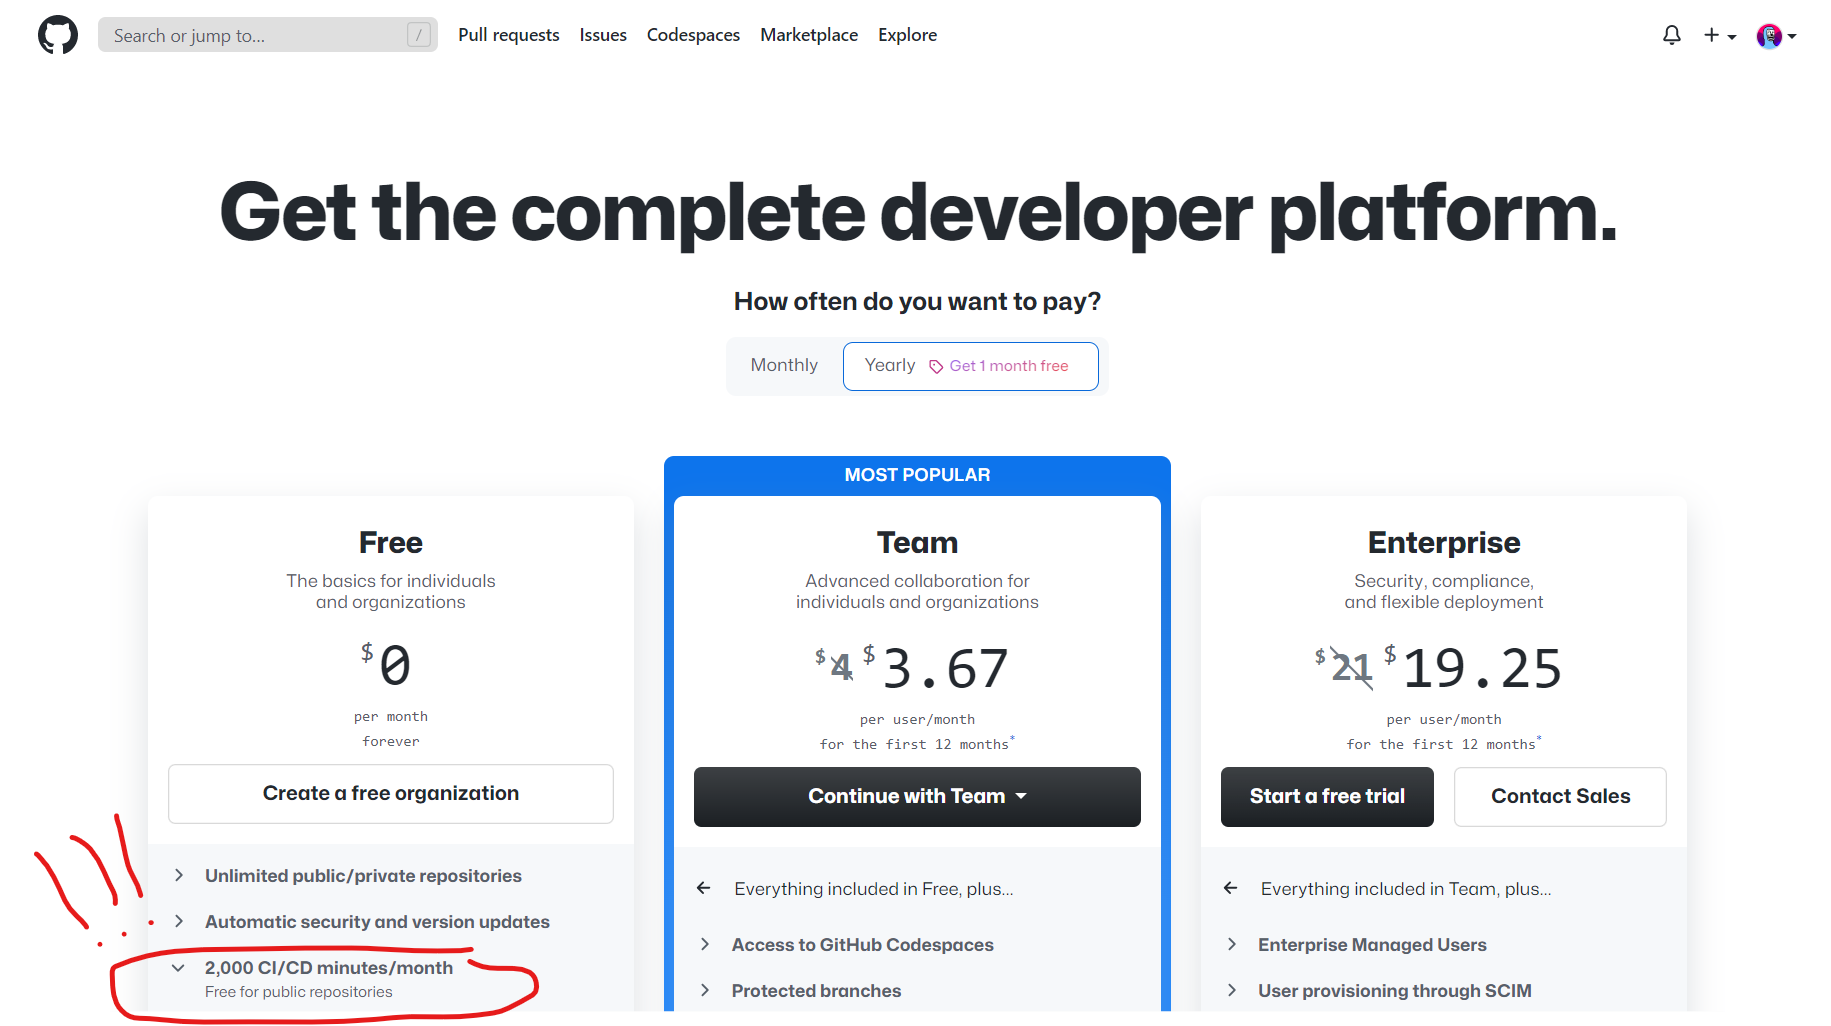 Search or jump to... /
Pull requests Issues Codespaces Marketplace Explore
Get the complete developer platform.
How often do you want to pay?
Monthly
Yearly Get 1 month free
MOST POPULAR
Free
The basics for individuals
and organizations
$0
per month
forever
Create a free organization
Unlimited public/private repositories
Automatic security and version updates
2,000 CI/CD minutes/month
Free for public repositories
Team
Advanced collaboration for
individuals and organizations
$4 $3.67
per user/month
for the first 12 months*
Continue with Team
Everything included in Free, plus...
Access to GitHub Codespaces
Protected branches
Enterprise
Security, compliance,
and flexible deployment
$21 $19.25
per user/month
for the first 12 months*
Start a free trial
Contact Sales
Everything included in Team, plus...
Enterprise Managed Users
User provisioning through SCIM